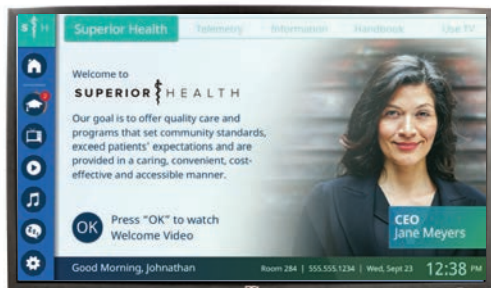 S H
Superior Health Telemetry Information Handbook Use TV
2
Welcome to
SUPERIOR HEALTH
Our goal is to offer quality care and
programs that set community standards,
exceed patients' expectations and are
provided in a caring, convenient, cost-
effective and accessible manner.
OK
Press "OK" to watch
Welcome Video
CEO
Jane Meyers
Good Morning, Johnathan Room 284 | 555.555.1234 | Wed, Sept 23 12:38 PM